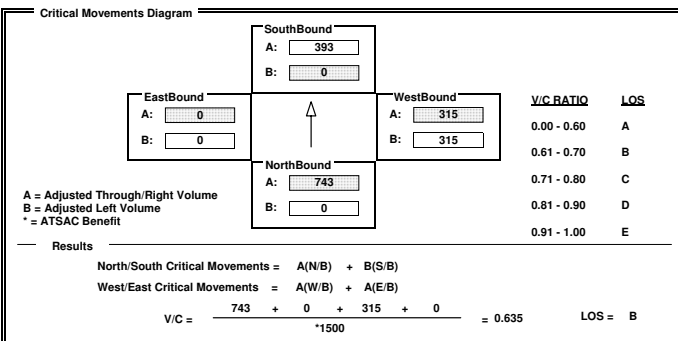 Critical Movements Diagram
SouthBound
A: 393
B: 0
EastBound
A: 0
B: 0
WestBound
A: 315
B: 315
NorthBound
A: 743
B: 0
V/C RATIO LOS
0.00 - 0.60 A
0.61 - 0.70 B
0.71 - 0.80 C
0.81 - 0.90 D
0.91 - 1.00 E
A = Adjusted Through/Right Volume
B = Adjusted Left Volume
* = ATSAC Benefit
Results
North/South Critical Movements = A(N/B) + B(S/B)
West/East Critical Movements = A(W/B) + A(E/B)
V/C = 743 + 0 + 315 + 0 = 0.635 LOS = B
*1500